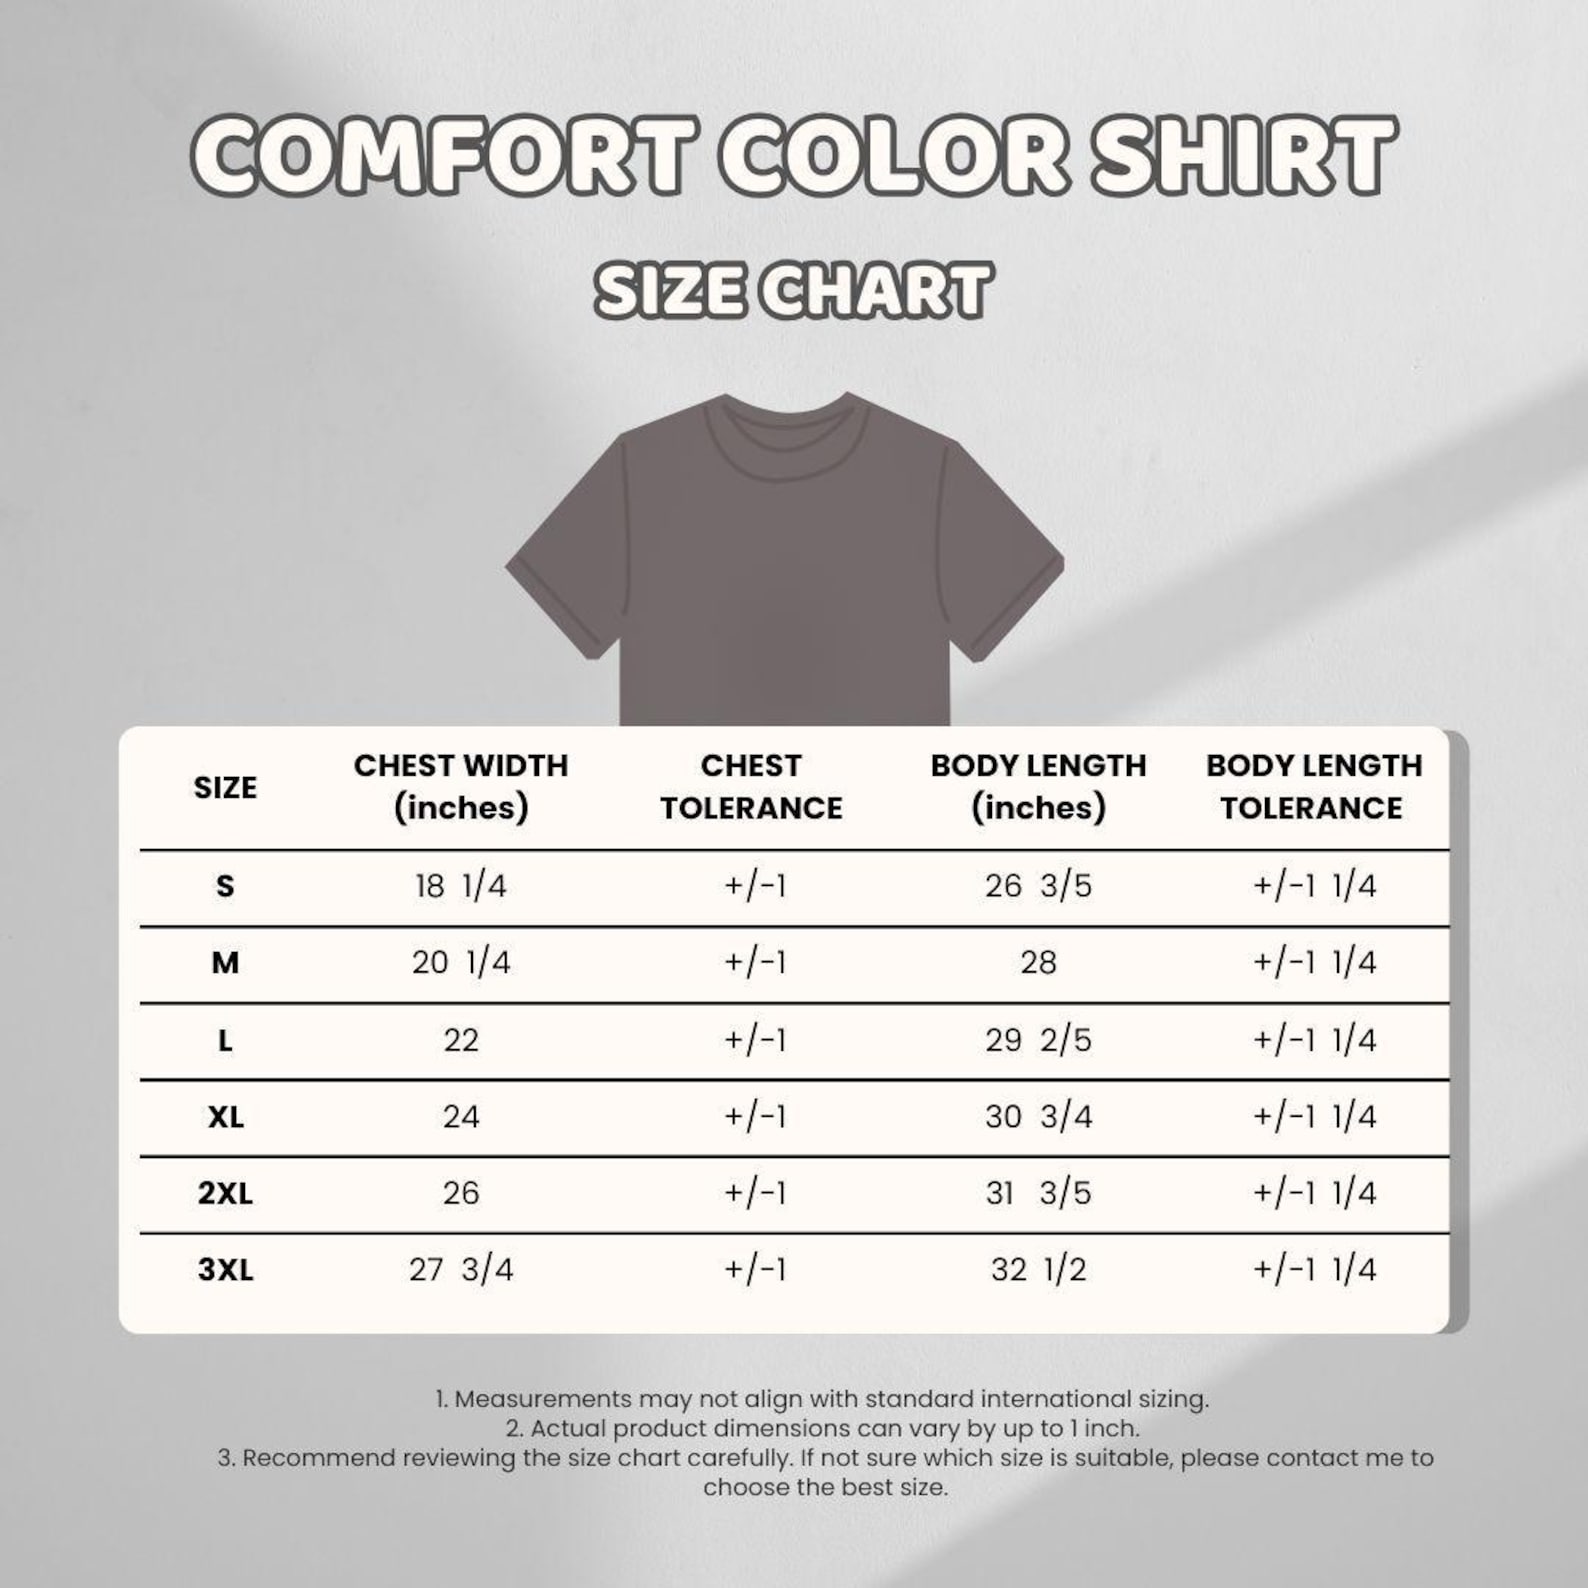 COMFORT COLOR SHIRT
SIZE CHART
SIZE CHEST WIDTH (inches) CHEST TOLERANCE BODY LENGTH (inches) BODY LENGTH TOLERANCE
S 18 1/4 +/-1 26 3/5 +/-1 1/4
M 20 1/4 +/-1 28 +/-1 1/4
L 22 +/-1 29 2/5 +/-1 1/4
XL 24 +/-1 30 3/4 +/-1 1/4
2XL 26 +/-1 31 3/5 +/-1 1/4
3XL 27 3/4 +/-1 32 1/2 +/-1 1/4
1. Measurements may not align with standard international sizing.
2. Actual product dimensions can vary by up to 1 inch.
3. Recommend reviewing the size chart carefully. If not sure which size is suitable, please contact me to
choose the best size.